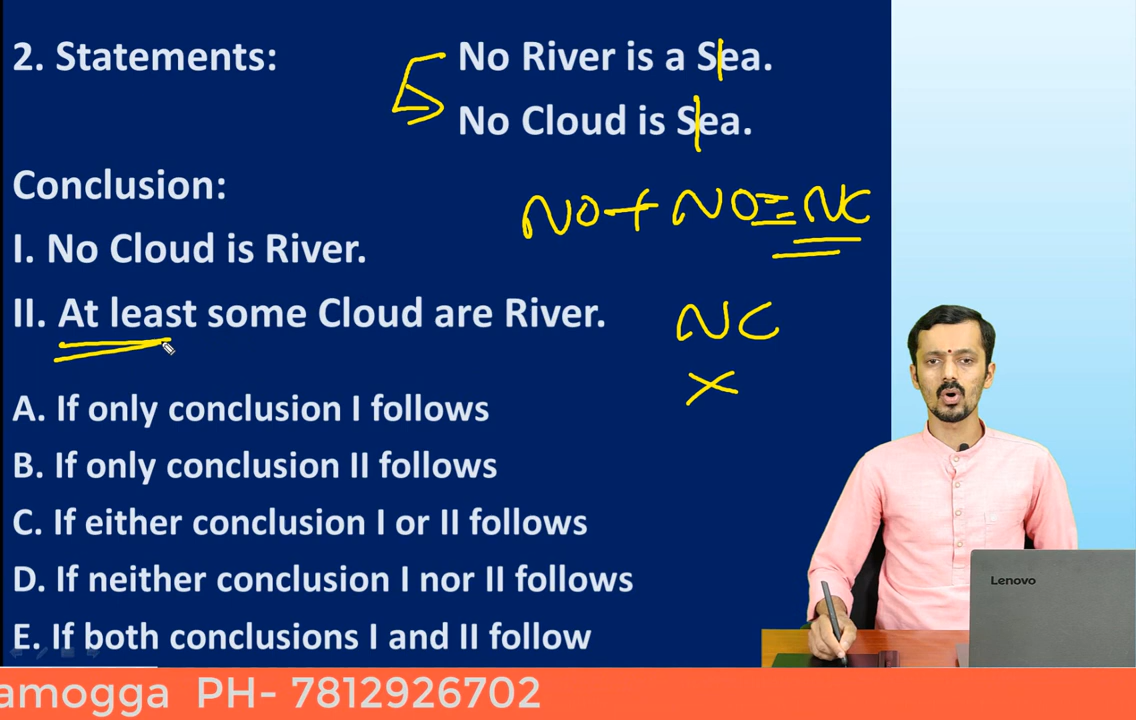 2. Statements:
No River is a Sea.
No Cloud is Sea.
Conclusion:
NO + NO = NC
I. No Cloud is River.
II. At least some Cloud are River.
NC
A. If only conclusion I follows
B. If only conclusion II follows
C. If either conclusion I or II follows
D. If neither conclusion I nor II follows
E. If both conclusions I and II follow
Lenovo
amogga PH- 7812926702